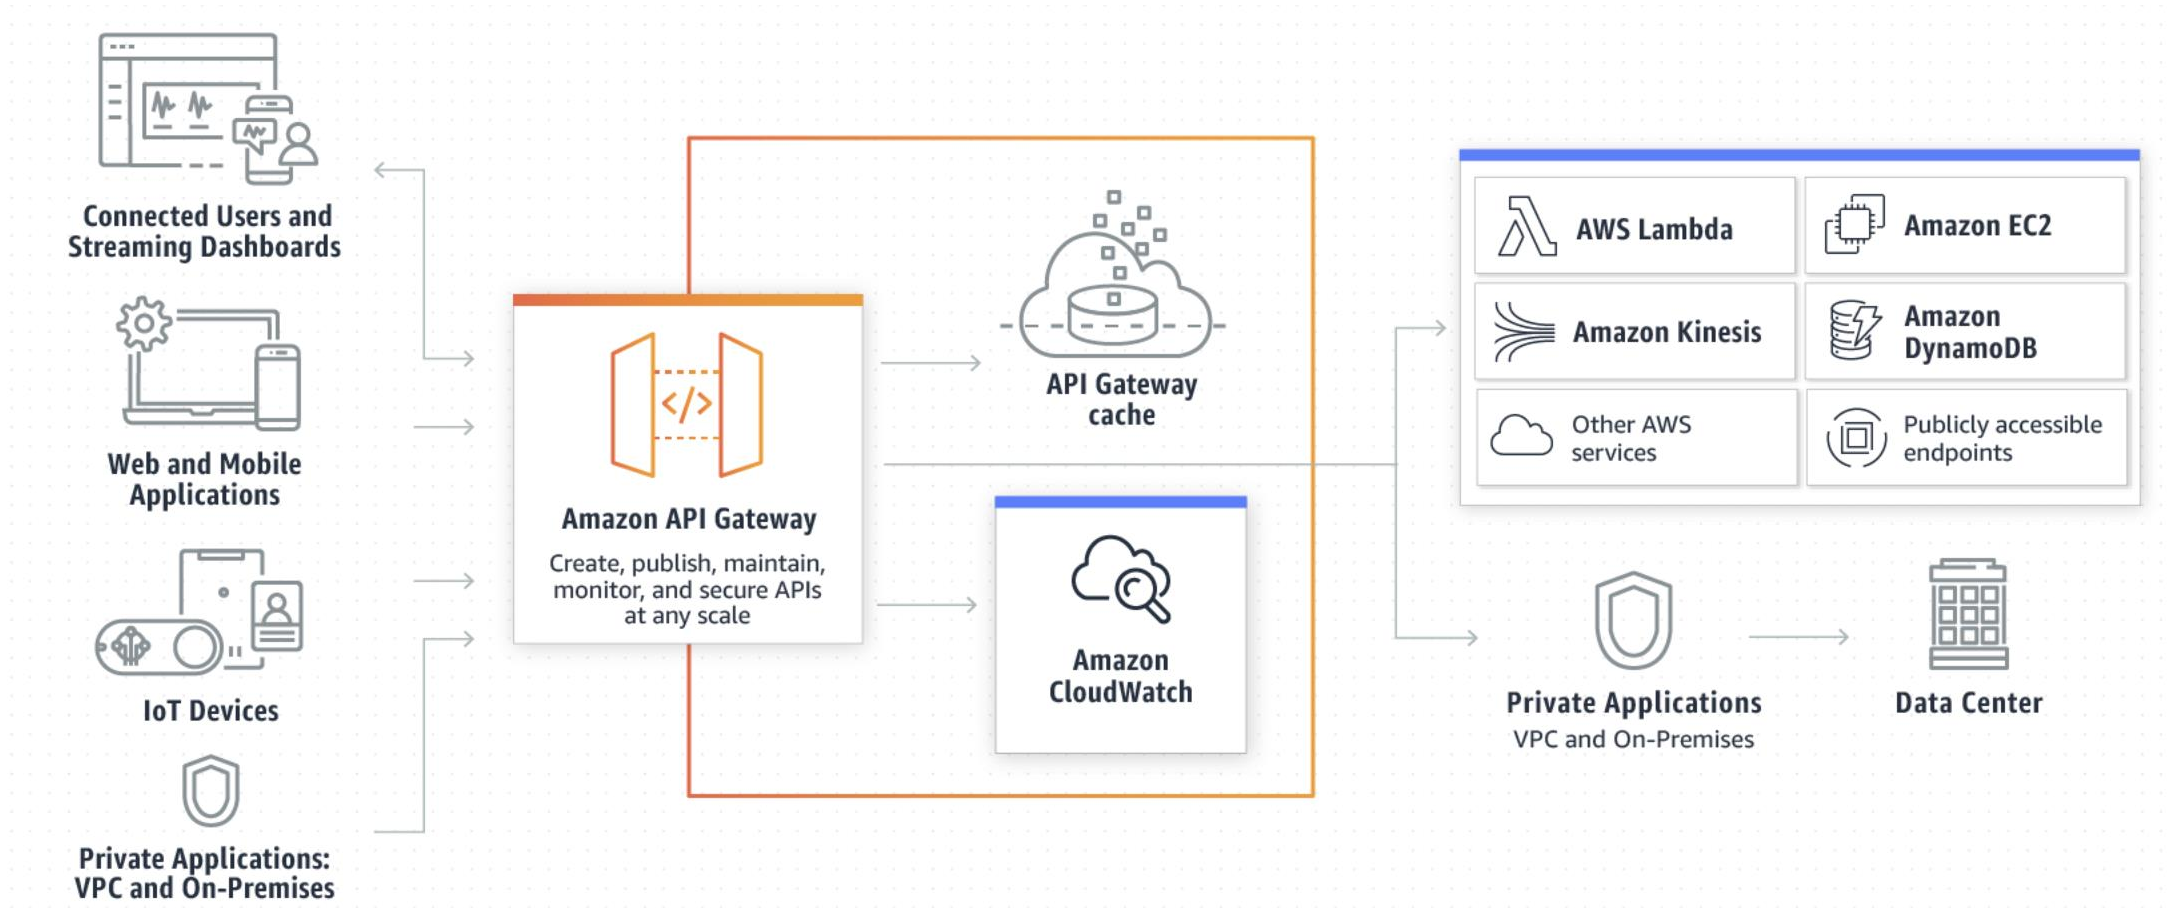 Connected Users and
Streaming Dashboards
Web and Mobile
Applications
IoT Devices
Private Applications:
VPC and On-Premises
</>
Amazon API Gateway
Create, publish, maintain,
monitor, and secure APIs
at any scale
API Gateway
cache
Amazon
CloudWatch
AWS Lambda
Amazon EC2
Amazon Kinesis
Amazon
DynamoDB
Other AWS
services
Publicly accessible
endpoints
Private Applications
VPC and On-Premises
Data Center